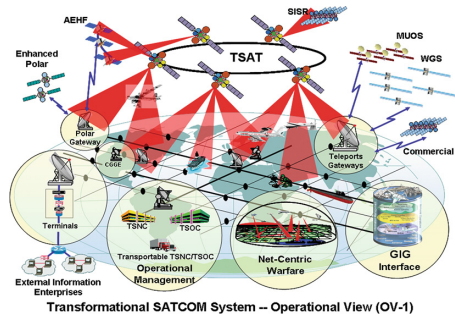 AEHF
SISR
MUOS
TSAT
WGS
Enhanced
Polar
Commercial
Polar
Gateway
CGGE
Teleports
Gateways
Terminals
TSNC
TSOC
Transportable TSNC/TSOC
Operational
Management
Net-Centric
Warfare
GIG
Interface
External Information
Enterprises
Transformational SATCOM System -- Operational View (OV-1)